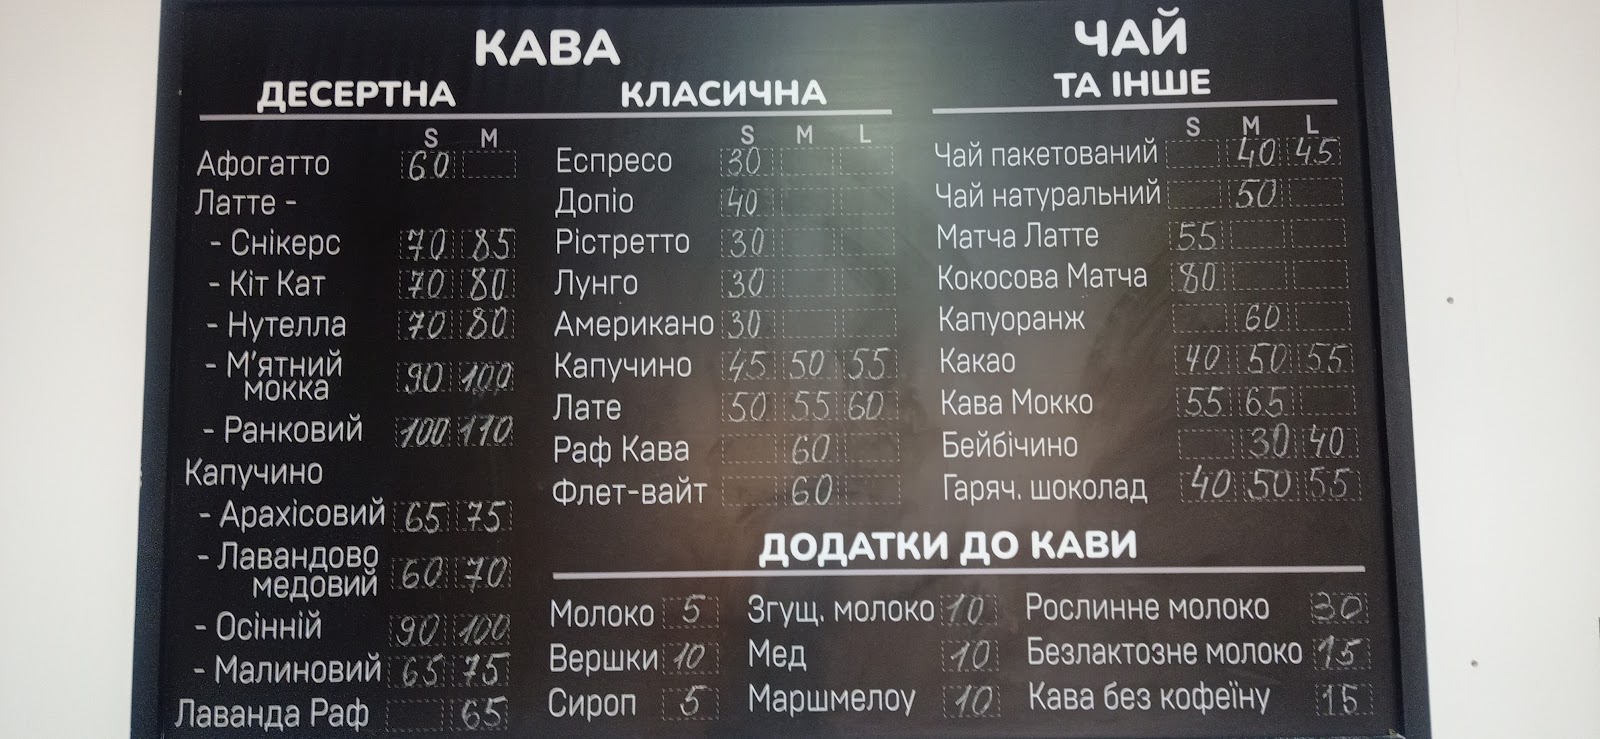 КАВА
ДЕСЕРТНА
S M
Афогатто 60
Латте -
- Снікерс 70 85
- Кіт Кат 70 80
- Нутелла 70 80
- М'ятний
мокка 90 100
- Ранковий 100 110
Капучино
- Арахісовий 65 75
- Лавандово
медовий 60 70
- Осінній 90 100
- Малиновий 65 75
Лаванда Раф 65
КЛАСИЧНА
S M L
Еспресо 30
Допіо 40
Рістретто 30
Лунго 30
Американо 30
Капучино 45 50 55
Лате 50 55 60
Раф Кава 60
Флет-вайт 60
ЧАЙ
ТА ІНШЕ
S M L
Чай пакетований 40 45
Чай натуральний 50
Матча Латте 55
Кокосова Матча 80
Капуоранж 60
Какао 40 50 55
Кава Мокко 55 65
Бейбічино 30 40
Гаряч. шоколад 40 50 55
ДОДАТКИ ДО КАВИ
Молоко 5 Згущ. молоко 10 Рослинне молоко 30
Вершки 10 Мед 10 Безлактозне молоко 15
Сироп 5 Маршмелоу 10 Кава без кофеїну 15